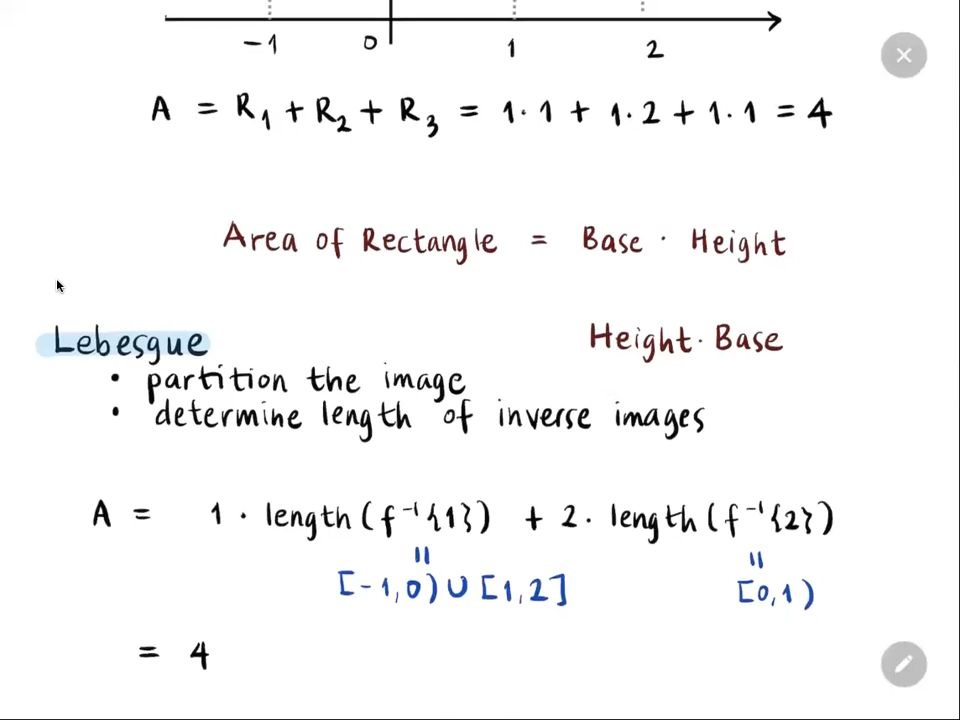 -1 0 1 2
A = R₁ + R₂ + R₃ = 1·1 + 1·2 + 1·1 = 4
Area of Rectangle = Base · Height
Lebesgue Height · Base
• partition the image
• determine length of inverse images
A = 1 · length(f⁻¹{1}) + 2 · length(f⁻¹{2})
= =
[-1,0) ∪ [1,2] [0,1)
= 4